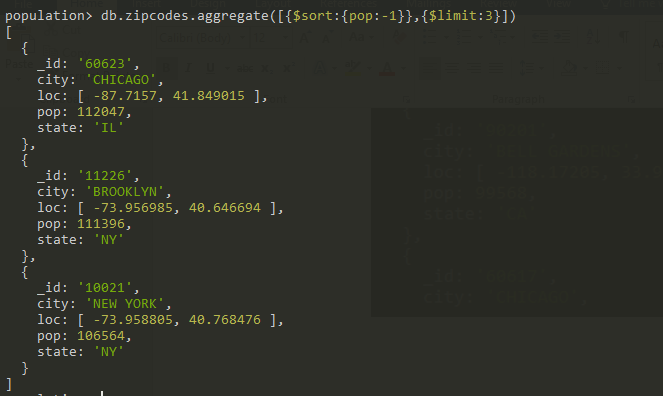 population> db.zipcodes.aggregate([{$sort:{pop:-1}},{$limit:3}])
[
  {
    _id: '60623',
    city: 'CHICAGO',
    loc: [ -87.7157, 41.849015 ],
    pop: 112047,
    state: 'IL'
  },
  {
    _id: '11226',
    city: 'BROOKLYN',
    loc: [ -73.956985, 40.646694 ],
    pop: 111396,
    state: 'NY'
  },
  {
    _id: '10021',
    city: 'NEW YORK',
    loc: [ -73.958805, 40.768476 ],
    pop: 106564,
    state: 'NY'
  }
]